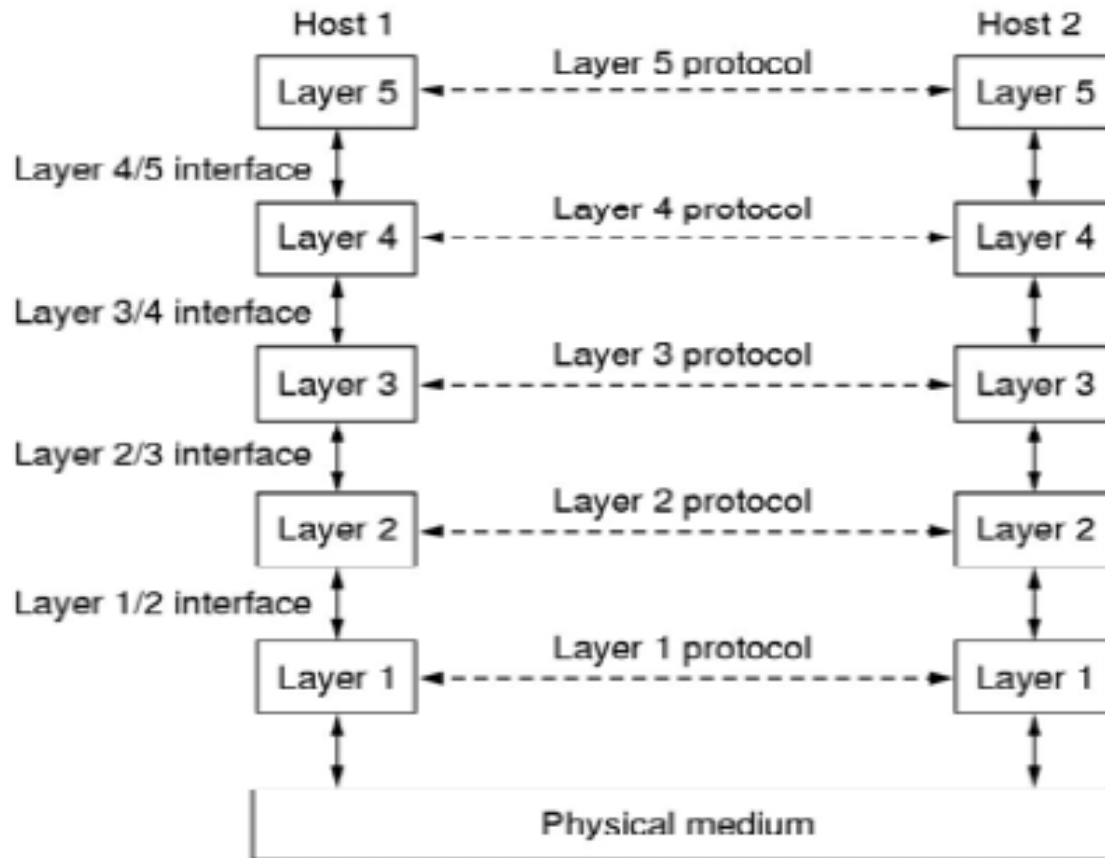 Host 1 Host 2
Layer 5 Layer 5 protocol Layer 5
Layer 4/5 interface
Layer 4 Layer 4 protocol Layer 4
Layer 3/4 interface
Layer 3 Layer 3 protocol Layer 3
Layer 2/3 interface
Layer 2 Layer 2 protocol Layer 2
Layer 1/2 interface
Layer 1 Layer 1 protocol Layer 1
Physical medium